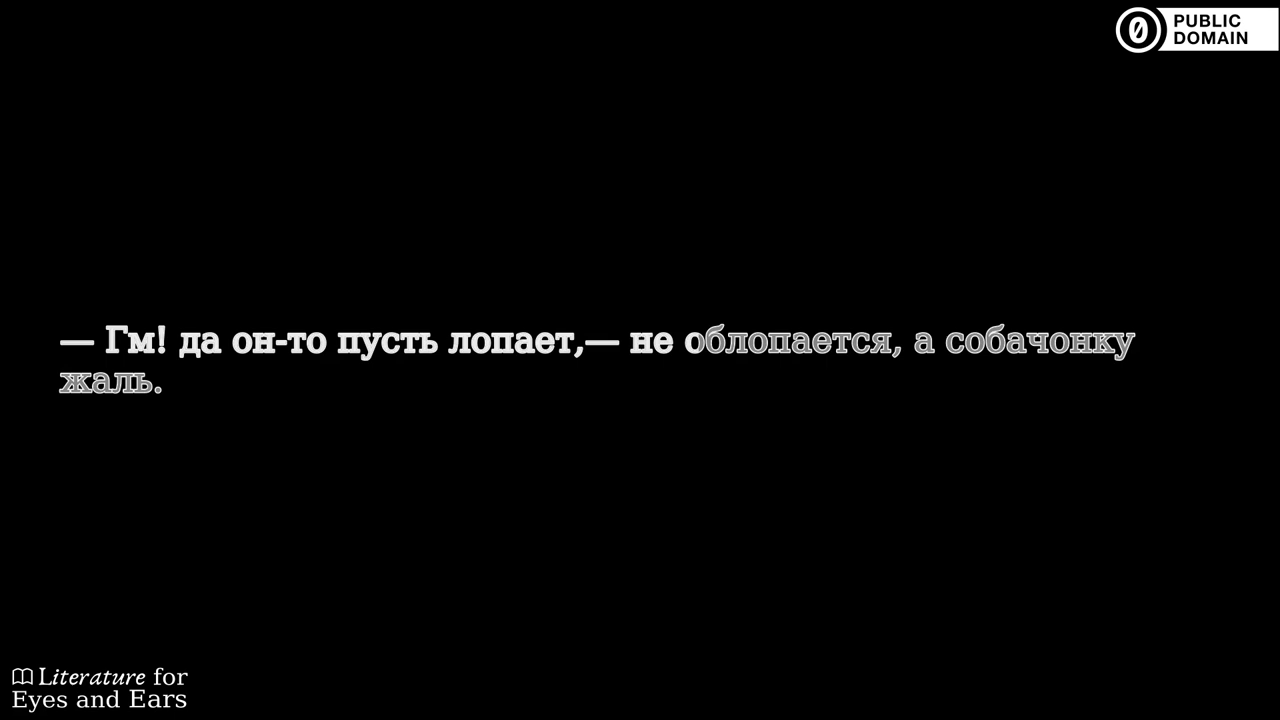 PUBLIC
DOMAIN
— Гм! да он-то пусть лопает,— не облопается, а собачонку
жаль.
Literature for
Eyes and Ears